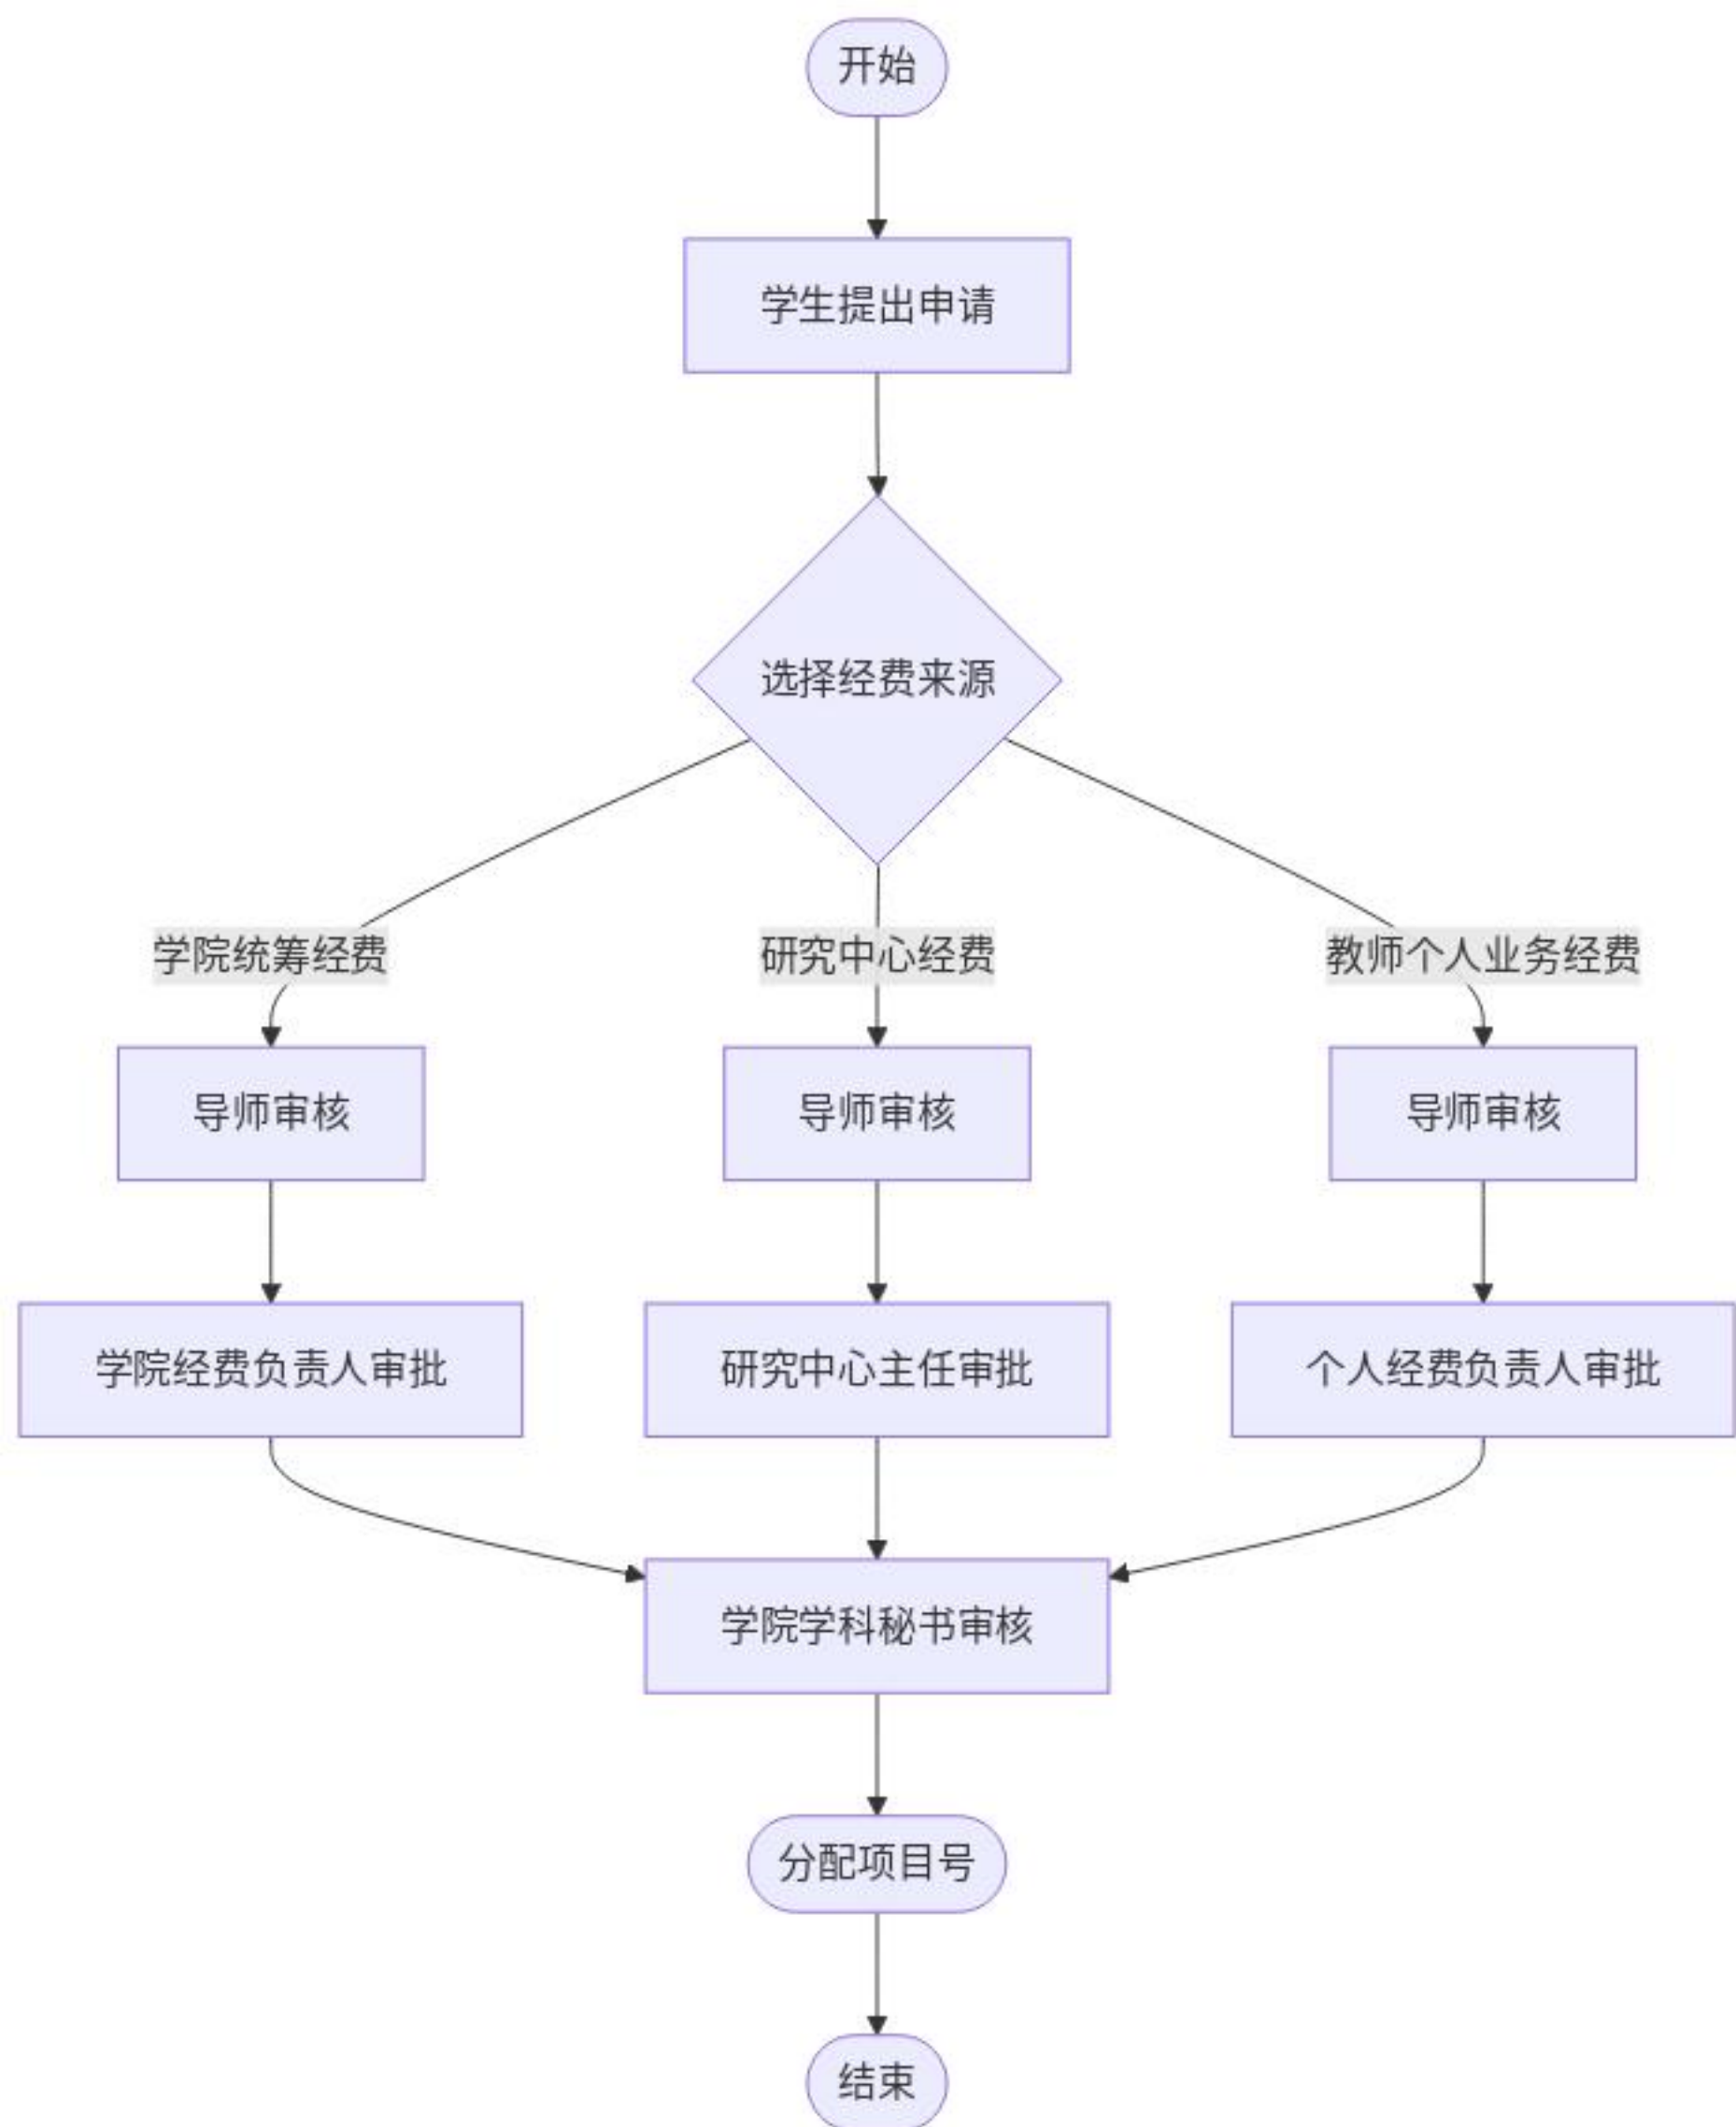 开始
学生提出申请
选择经费来源
学院统筹经费
研究中心经费
教师个人业务经费
导师审核
导师审核
导师审核
学院经费负责人审批
研究中心主任审批
个人经费负责人审批
学院学科秘书审核
分配项目号
结束